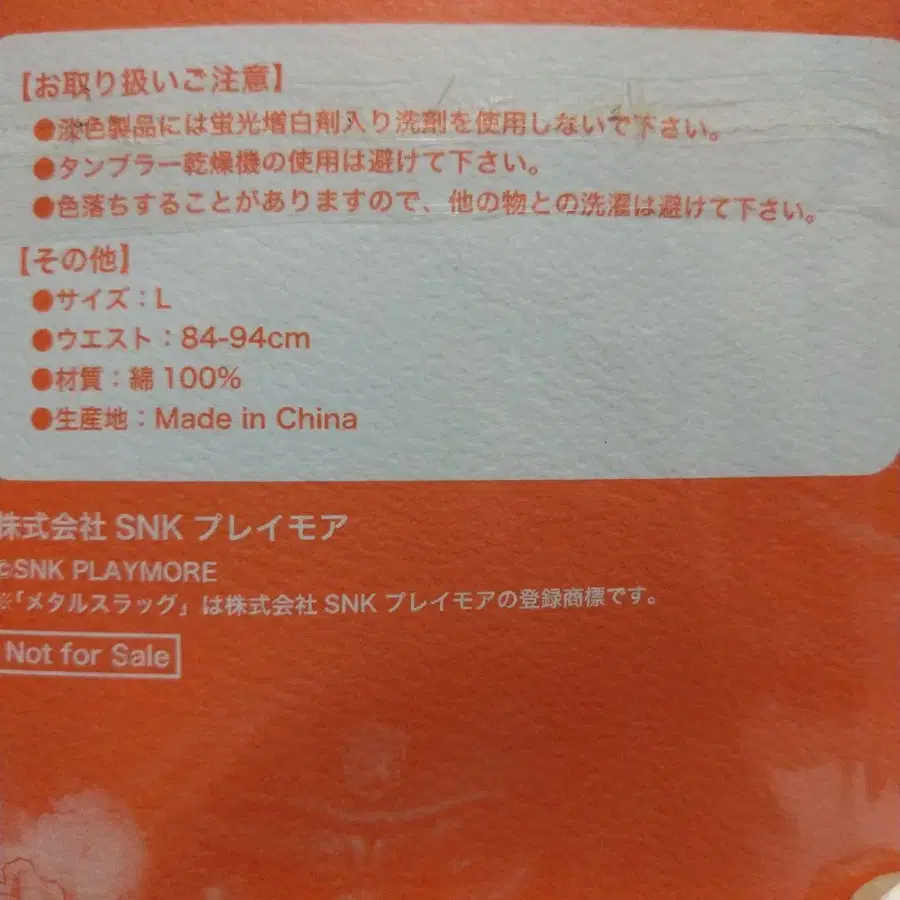 【お取り扱いご注意】
●淡色製品には蛍光増白剤入り洗剤を使用しないで下さい。
●タンブラー乾燥機の使用は避けて下さい。
●色落ちすることがありますので、他の物との洗濯は避けて下さい。
【その他】
●サイズ：L
●ウエスト：84-94cm
●材質：綿 100%
●生産地：Made in China
株式会社 SNK プレイモア
©SNK PLAYMORE
※「メタルスラッグ」は株式会社 SNK プレイモアの登録商標です。
Not for Sale